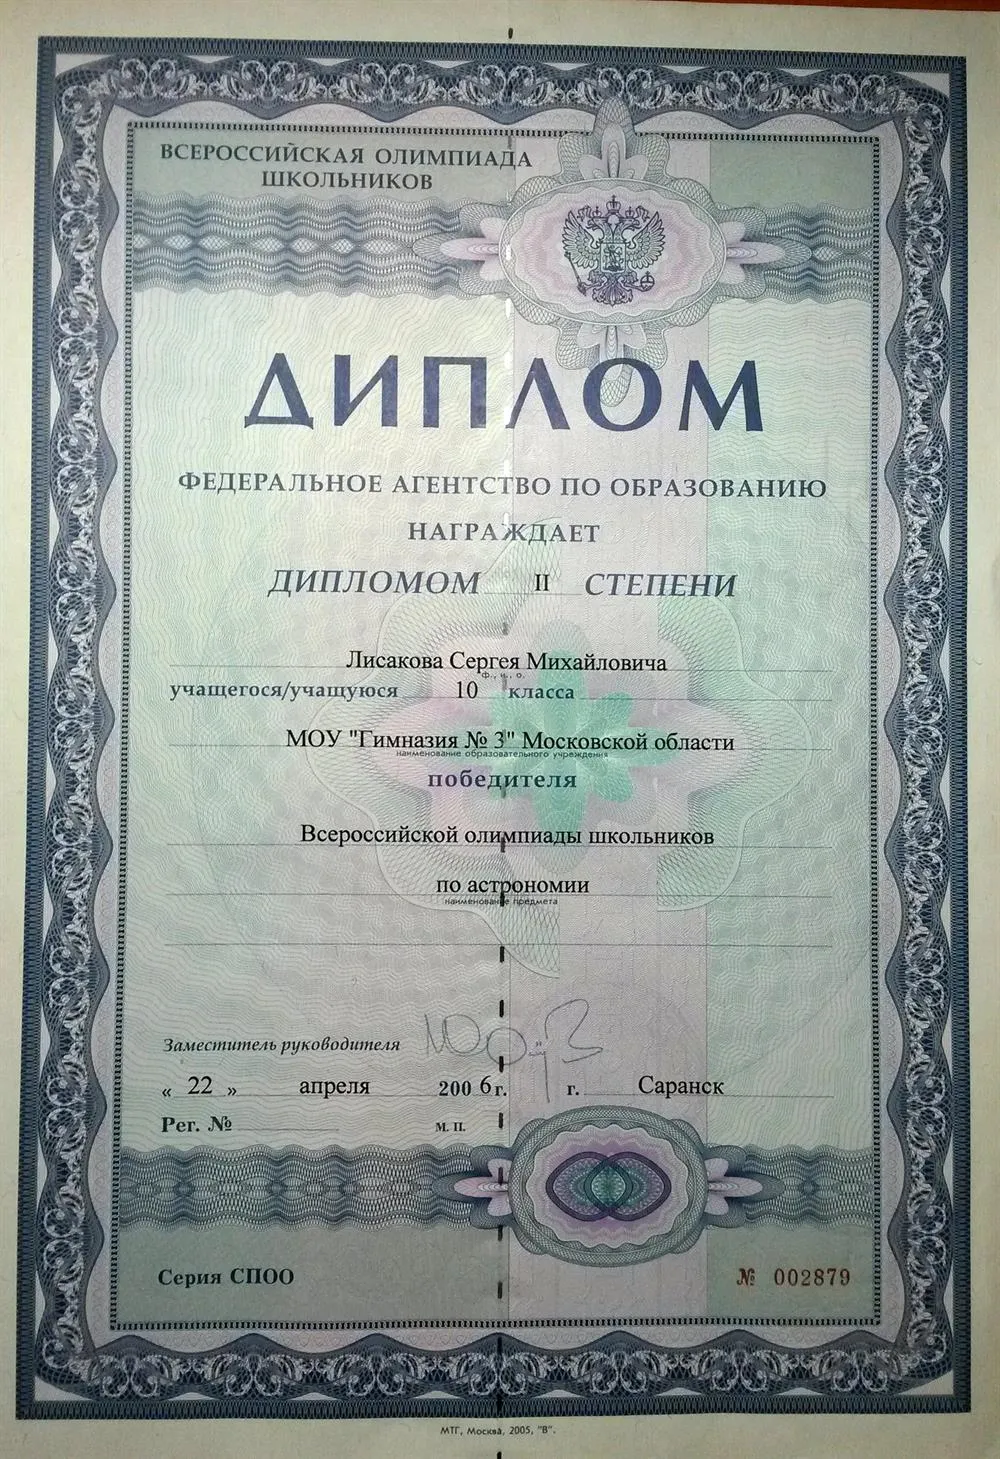 ВСЕРОССИЙСКАЯ ОЛИМПИАДА
ШКОЛЬНИКОВ
ДИПЛОМ
ФЕДЕРАЛЬНОЕ АГЕНТСТВО ПО ОБРАЗОВАНИЮ
НАГРАЖДАЕТ
ДИПЛОМОМ II СТЕПЕНИ
Лисакова Сергея Михайловича
ф., и., о.
учащегося/учащуюся 10 класса
МОУ "Гимназия № 3" Московской области
наименование образовательного учреждения
победителя
Всероссийской олимпиады школьников
по астрономии
наименование предмета
Заместитель руководителя
« 22 » апреля 2006г. г. Саранск
Рег. № м. п.
Серия СПОО
№ 002879
МТГ, Москва, 2005, "В".